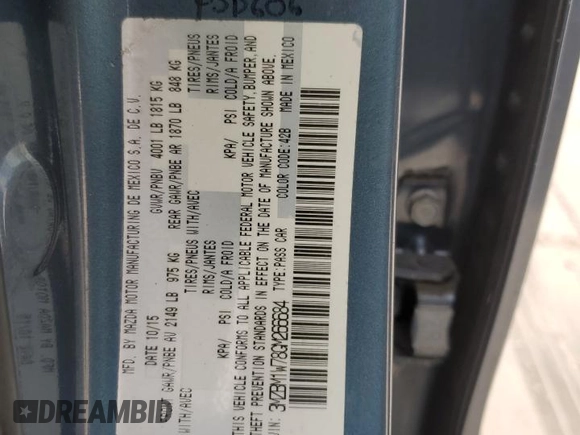 MFD. BY MAZDA MOTOR MANUFACTURING DE MEXICO S.A. DE C.V.
DATE 10/15 GVWR/PNBV 4001 LB 1815 KG
GAWR/PNBE AV 2149 LB 975 KG REAR GAWR/PNBE AR 1870 LB 848 KG
WITH/AVEC TIRES/PNEUS WITH/AVEC TIRES/PNEUS
RIMS/JANTES RIMS/JANTES
KPA/ PSI COLD/A FROID KPA/ PSI COLD/A FROID
THIS VEHICLE CONFORMS TO ALL APPLICABLE FEDERAL MOTOR VEHICLE SAFETY, BUMPER, AND
THEFT PREVENTION STANDARDS IN EFFECT ON THE DATE OF MANUFACTURE SHOWN ABOVE.
VIN: 3MZBM1W78GM266684 TYPE:PASS CAR COLOR CODE:42B MADE IN MEXICO
DREAMBID